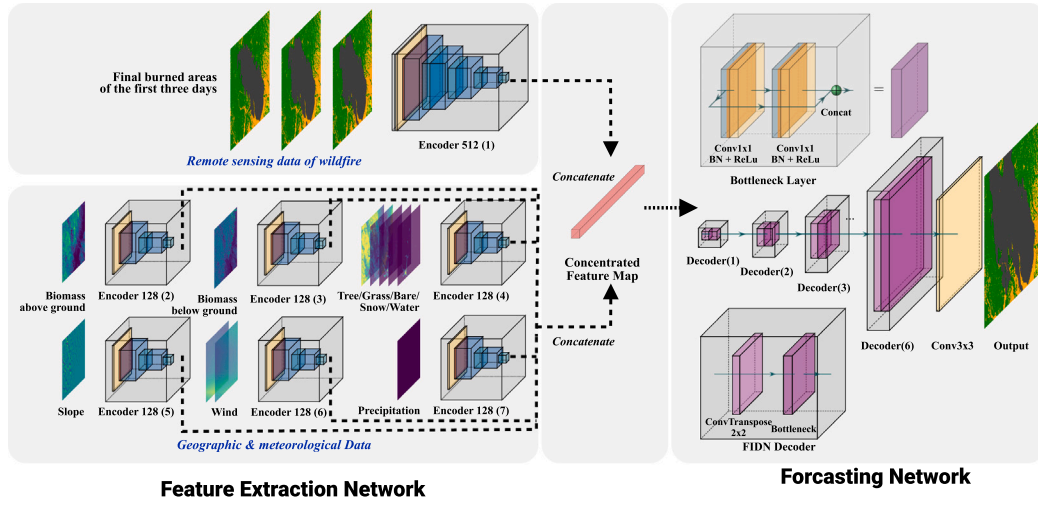 Final burned areas
of the first three days
Encoder 512 (1)
Remote sensing data of wildfire
Biomass
above ground
Encoder 128 (2)
Biomass
below ground
Encoder 128 (3)
Tree/Grass/Bare/
Snow/Water
Encoder 128 (4)
Slope
Encoder 128 (5)
Wind
Encoder 128 (6)
Precipitation
Encoder 128 (7)
Geographic & meteorological Data
Feature Extraction Network
Concatenate
Concentrated
Feature Map
Concatenate
Conv1x1
BN + ReLu
Conv1x1
BN + ReLu
Concat
=
Bottleneck Layer
Decoder(1)
Decoder(2)
Decoder(3)
...
Decoder(6)
Conv3x3
Output
ConvTranspose
2x2
Bottleneck
FIDN Decoder
Forcasting Network